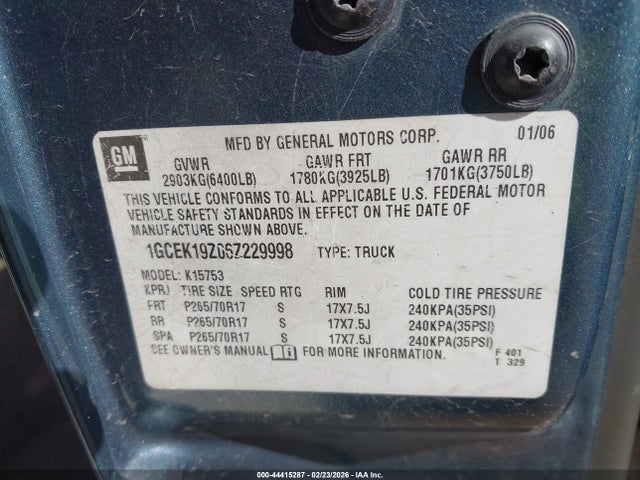 GM
MFD BY GENERAL MOTORS CORP. 01/06
GVWR GAWR FRT GAWR RR
2903KG(6400LB) 1780KG(3925LB) 1701KG(3750LB)
THIS VEHICLE CONFORMS TO ALL APPLICABLE U.S. FEDERAL MOTOR
VEHICLE SAFETY STANDARDS IN EFFECT ON THE DATE OF
MANUFACTURE SHOWN ABOVE.
1GCEK19Z06Z229998 TYPE: TRUCK
MODEL: K15753
KPRJ TIRE SIZE SPEED RTG RIM COLD TIRE PRESSURE
FRT P265/70R17 S 17X7.5J 240KPA(35PSI)
RR P265/70R17 S 17X7.5J 240KPA(35PSI)
SPA P265/70R17 S 17X7.5J 240KPA(35PSI)
SEE OWNER'S MANUAL FOR MORE INFORMATION.
F 401
T 329
000-44415287 - 02/23/2026 - IAA, Inc.